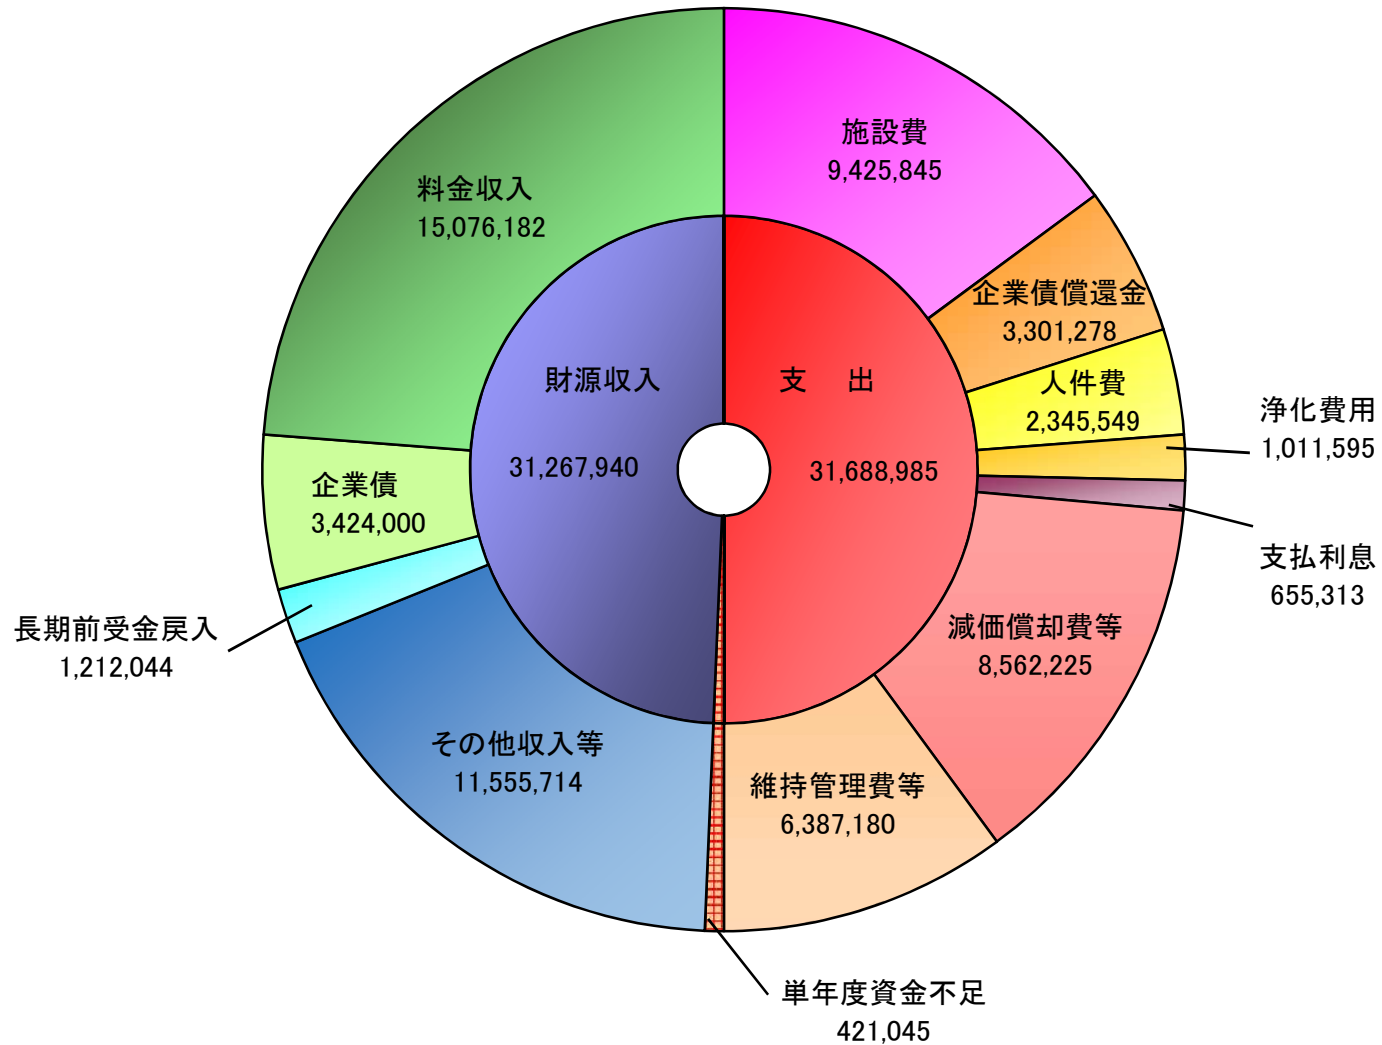 施設費
9,425,845
料金収入
15,076,182
企業債償還金
3,301,278
財源収入
31,267,940
支 出
31,688,985
人件費
2,345,549
浄化費用
1,011,595
企業債
3,424,000
支払利息
655,313
長期前受金戻入
1,212,044
減価償却費等
8,562,225
その他収入等
11,555,714
維持管理費等
6,387,180
単年度資金不足
421,045